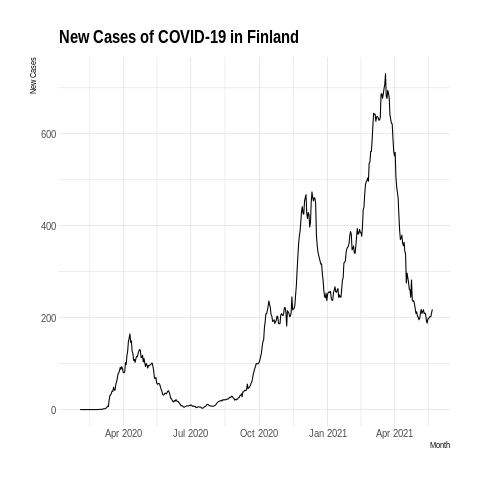 New Cases of COVID-19 in Finland
New Cases
600
400
200
0
Apr 2020 Jul 2020 Oct 2020 Jan 2021 Apr 2021
Month